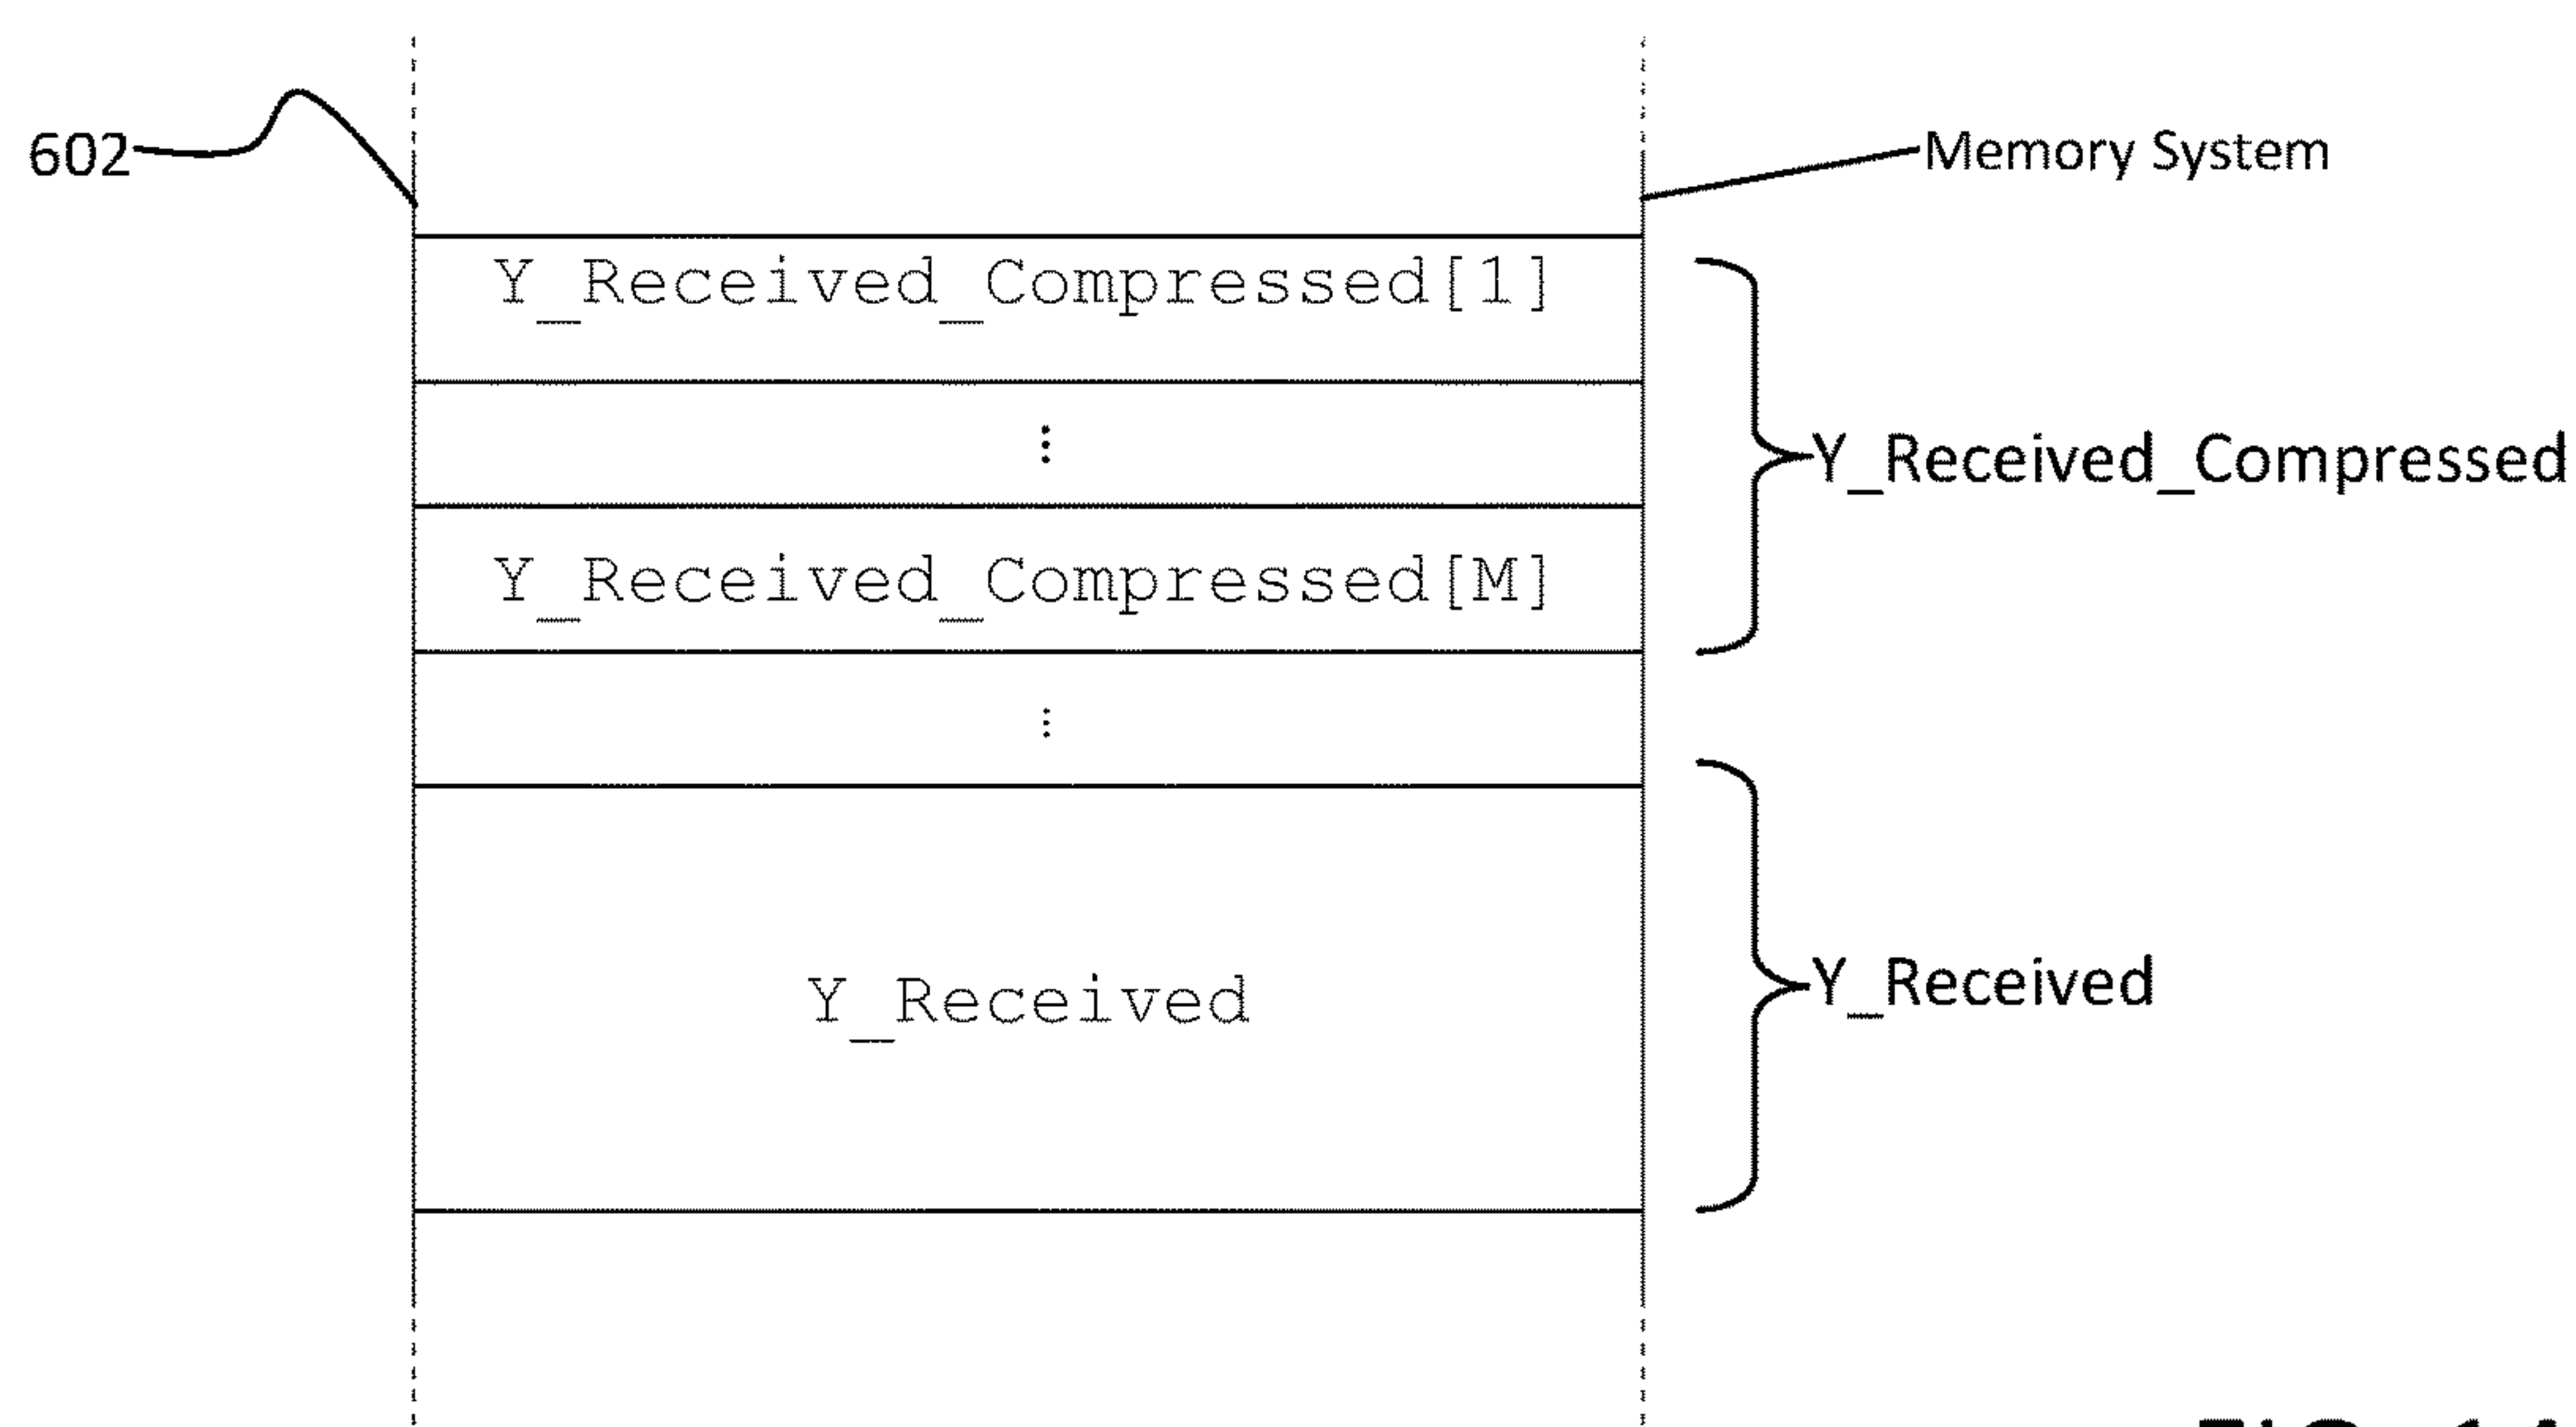 602
Memory System
Y_Received_Compressed[1]
⋮
Y_Received_Compressed
Y_Received_Compressed[M]
⋮
Y_Received
Y_Received